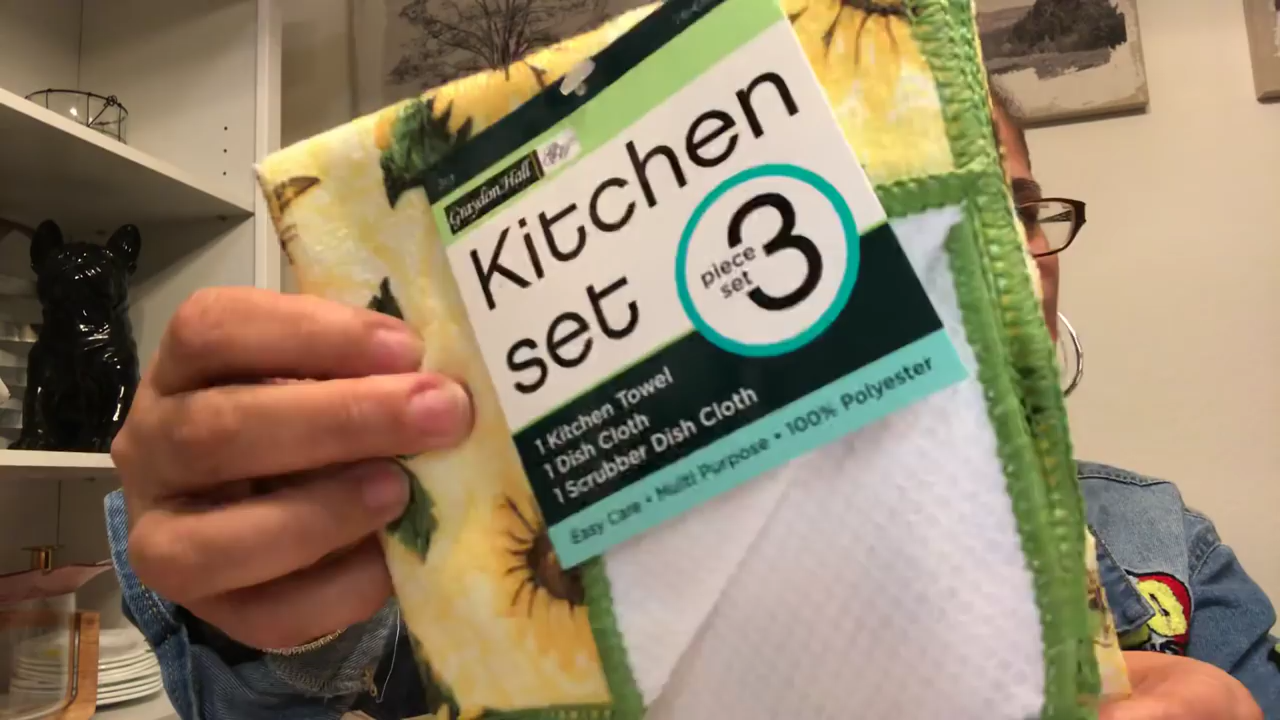 Graydon Hall
Kitchen
set
3
piece
set
1 Kitchen Towel
1 Dish Cloth
1 Scrubber Dish Cloth
Easy Care • Multi Purpose • 100% Polyester